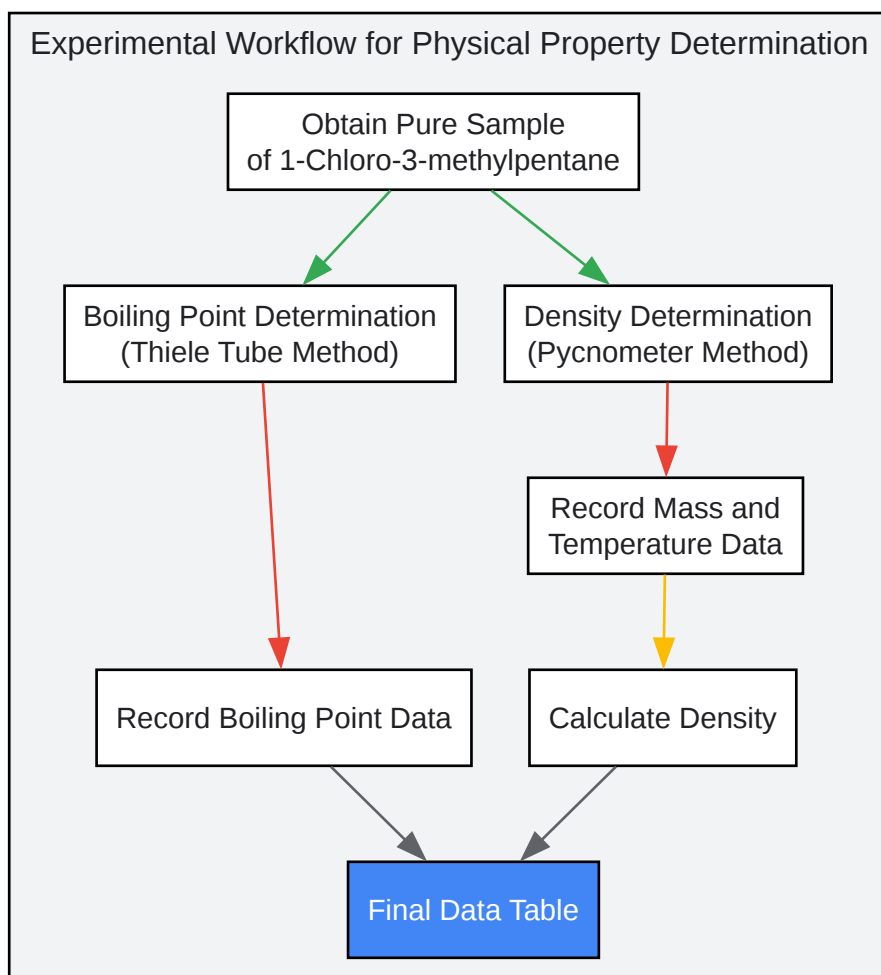 Experimental Workflow for Physical Property Determination
Obtain Pure Sample
of 1-Chloro-3-methylpentane
Boiling Point Determination
(Thiele Tube Method)
Density Determination
(Pycnometer Method)
Record Mass and
Temperature Data
Record Boiling Point Data
Calculate Density
Final Data Table